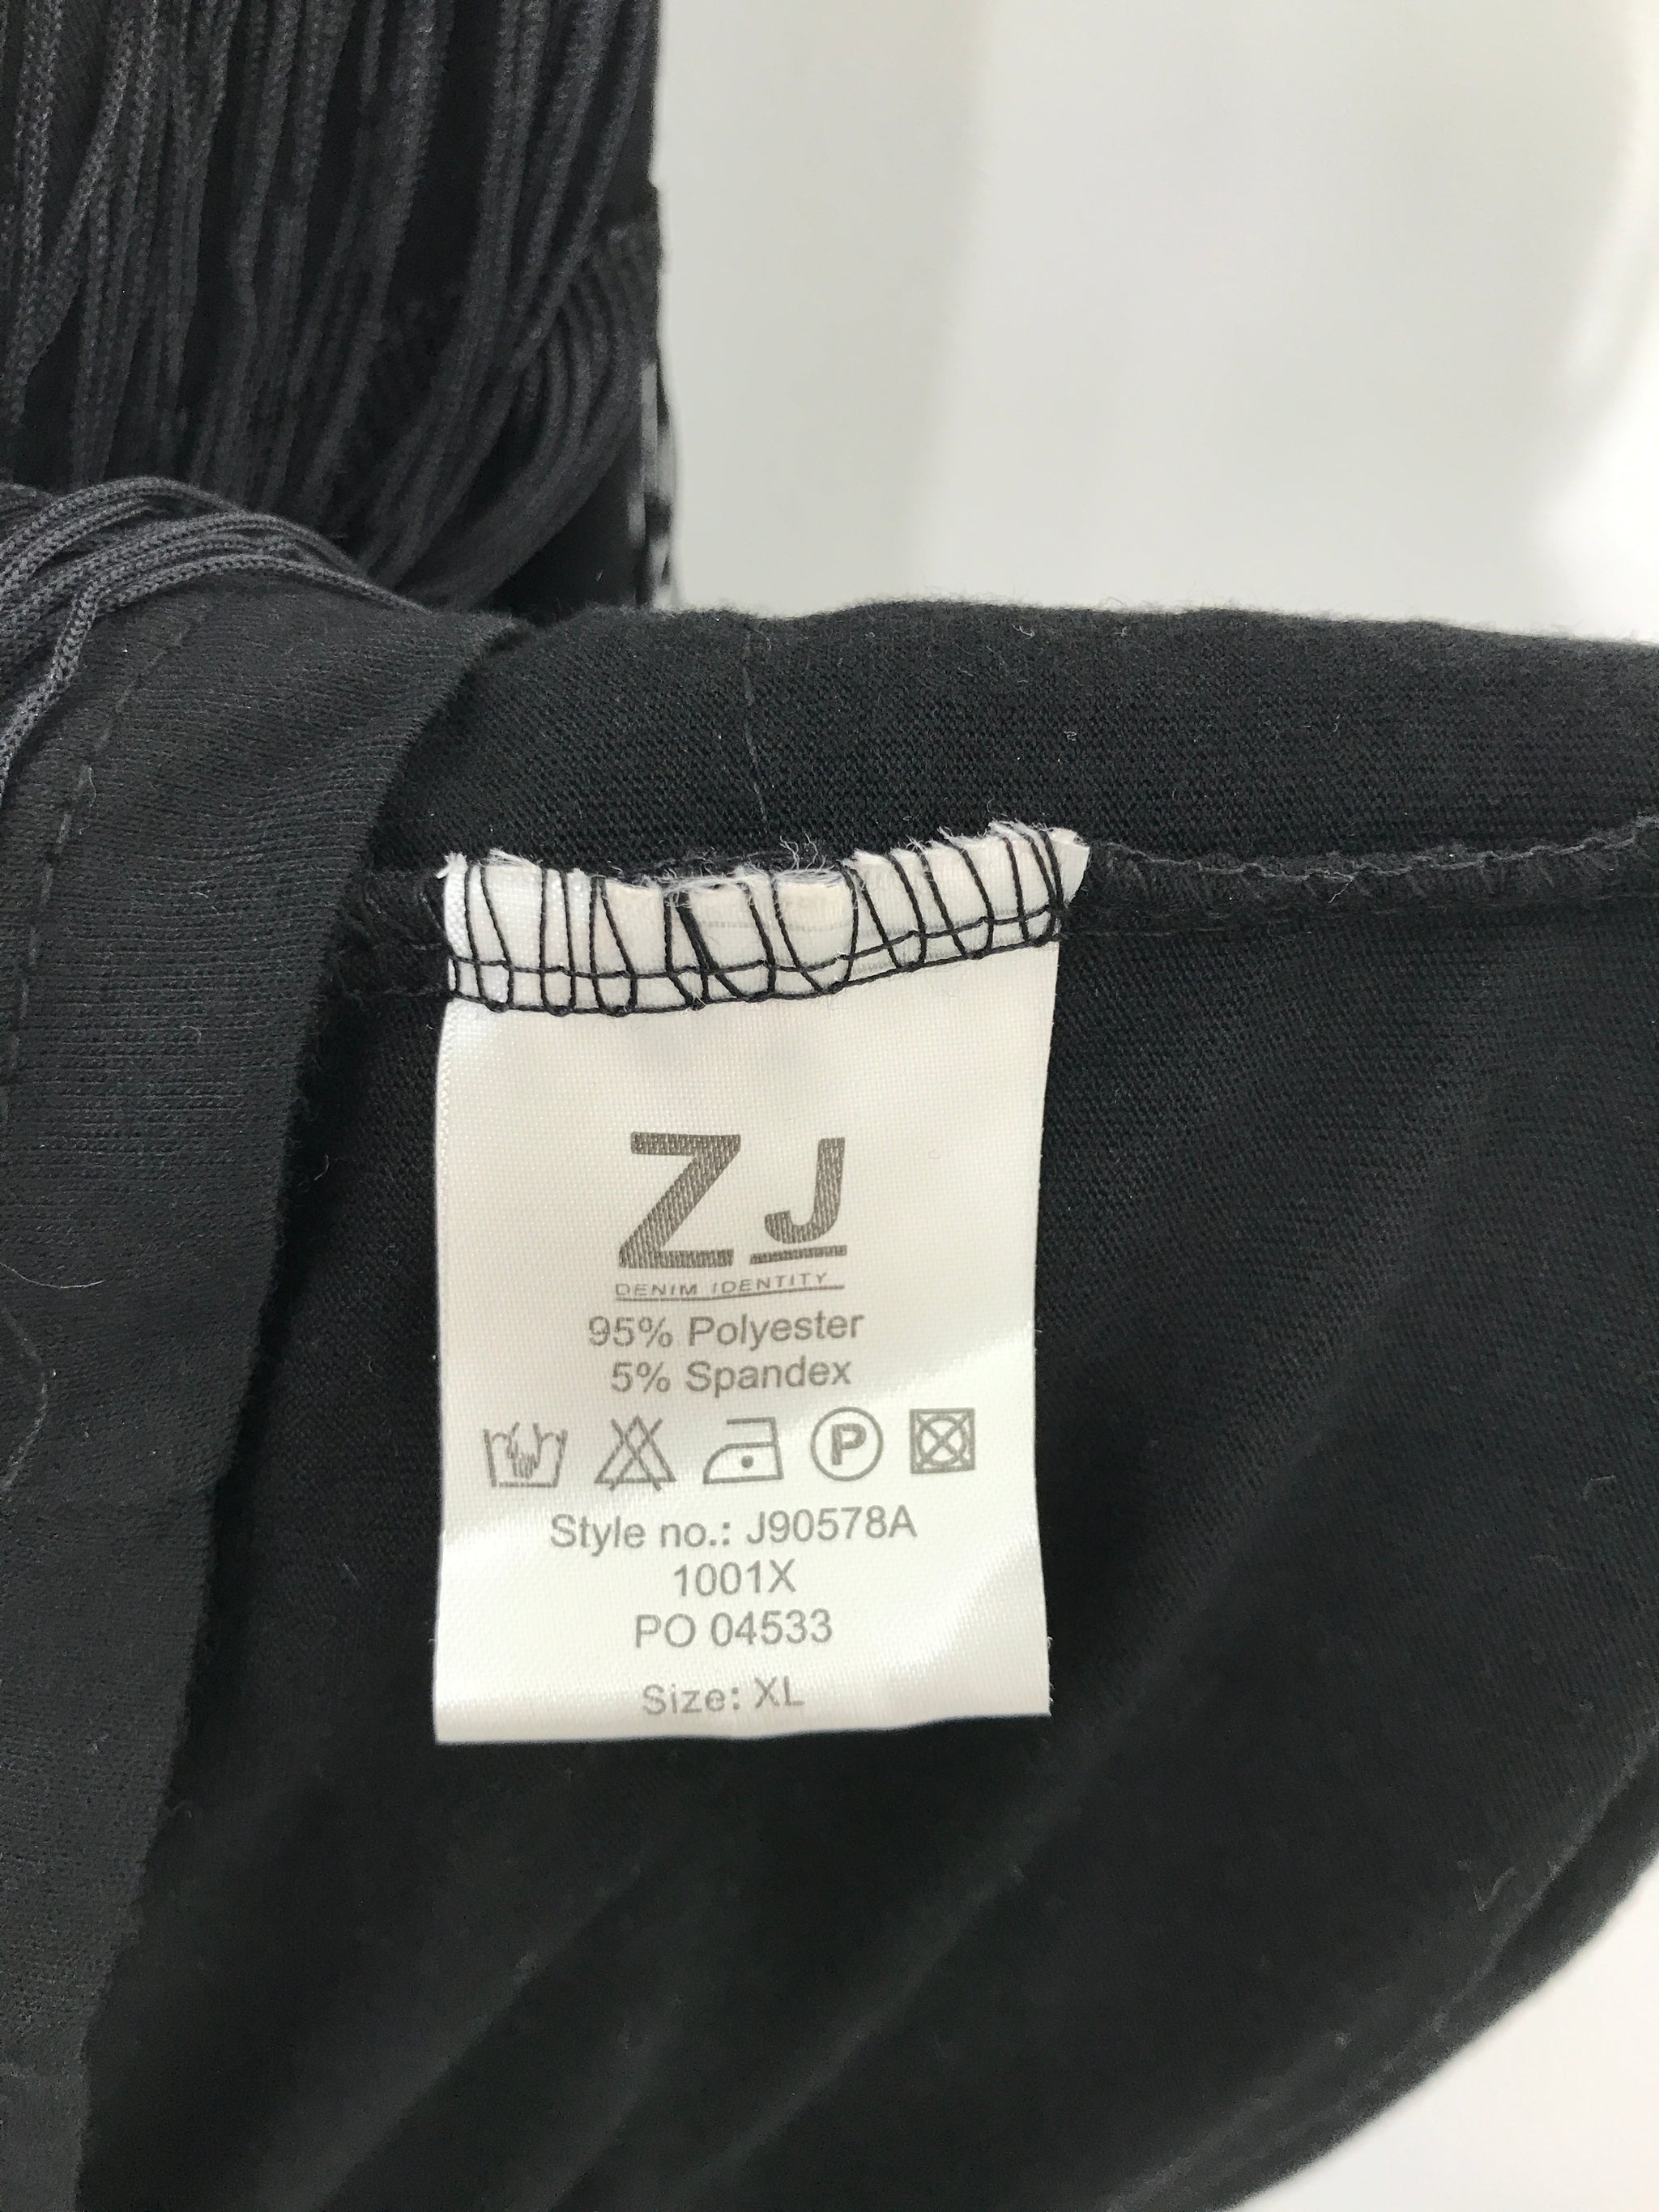 ZJ
DENIM IDENTITY
95% Polyester
5% Spandex
P
Style no.: J90578A
1001X
PO 04533
Size: XL